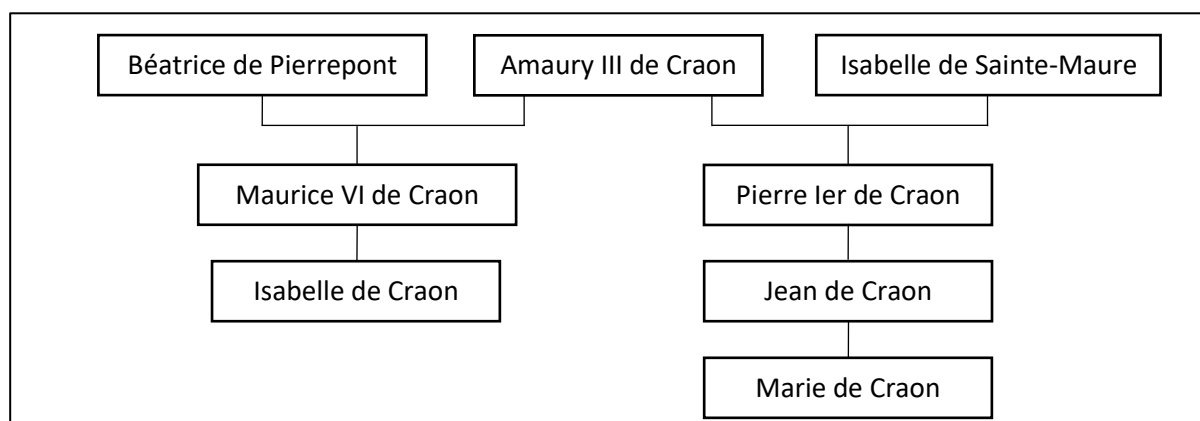 Béatrice de Pierrepont
Amaury III de Craon
Isabelle de Sainte-Maure
Maurice VI de Craon
Pierre Ier de Craon
Isabelle de Craon
Jean de Craon
Marie de Craon